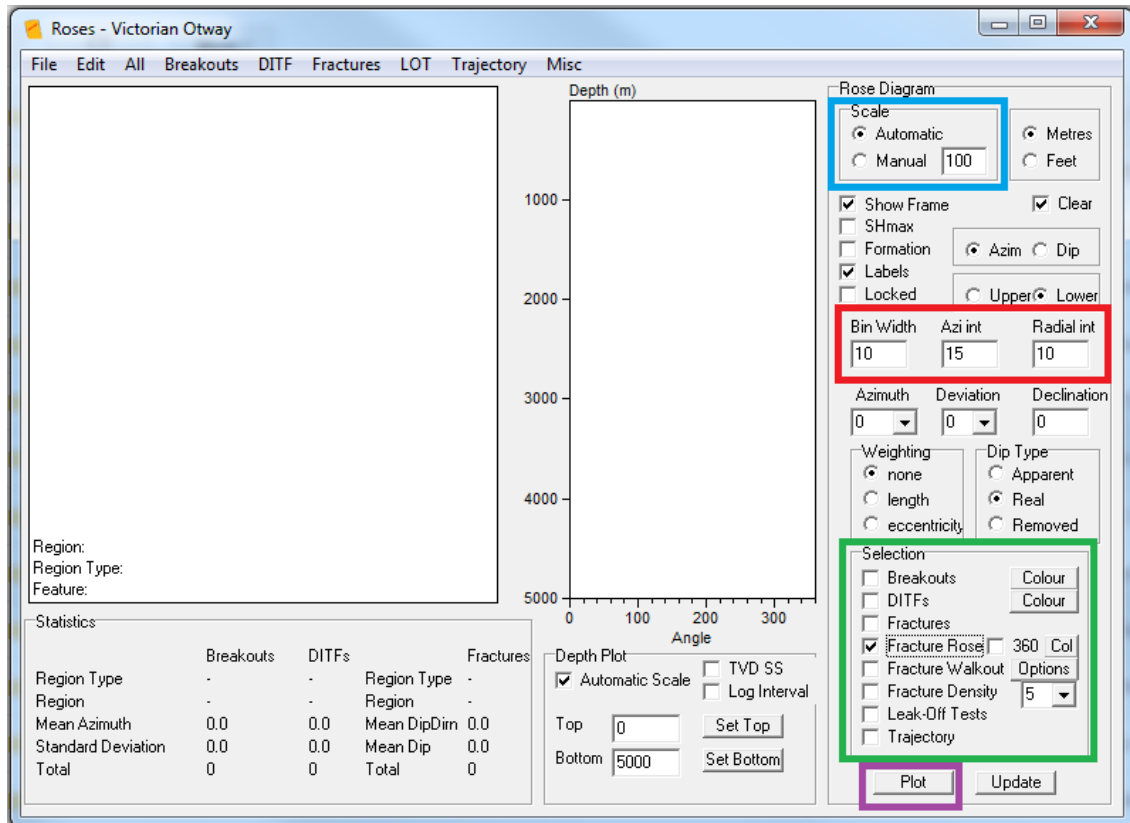 Roses - Victorian Otway
File Edit All Breakouts DITF Fractures LOT Trajectory Misc
Depth (m)
1000
2000
3000
4000
5000
0 100 200 300
Angle
Region:
Region Type:
Feature:
Statistics
Breakouts DITFs Fractures
Region Type - - Region Type -
Region - - Region -
Mean Azimuth 0.0 0.0 Mean DipDirn 0.0
Standard Deviation 0.0 0.0 Mean Dip 0.0
Total 0 0 Total 0
Depth Plot
Automatic Scale
TVD SS
Log Interval
Top 0 Set Top
Bottom 5000 Set Bottom
Rose Diagram
Scale
Automatic
Manual 100
Metres
Feet
Show Frame Clear
SHmax
Formation Azim Dip
Labels
Locked Upper Lower
Bin Width Azi int Radial int
10 15 10
Azimuth Deviation Declination
0 0 0
Weighting
none
length
eccentricity
Dip Type
Apparent
Real
Removed
Selection
Breakouts Colour
DITFs Colour
Fractures
Fracture Rose 360 Col
Fracture Walkout Options
Fracture Density 5
Leak-Off Tests
Trajectory
Plot Update